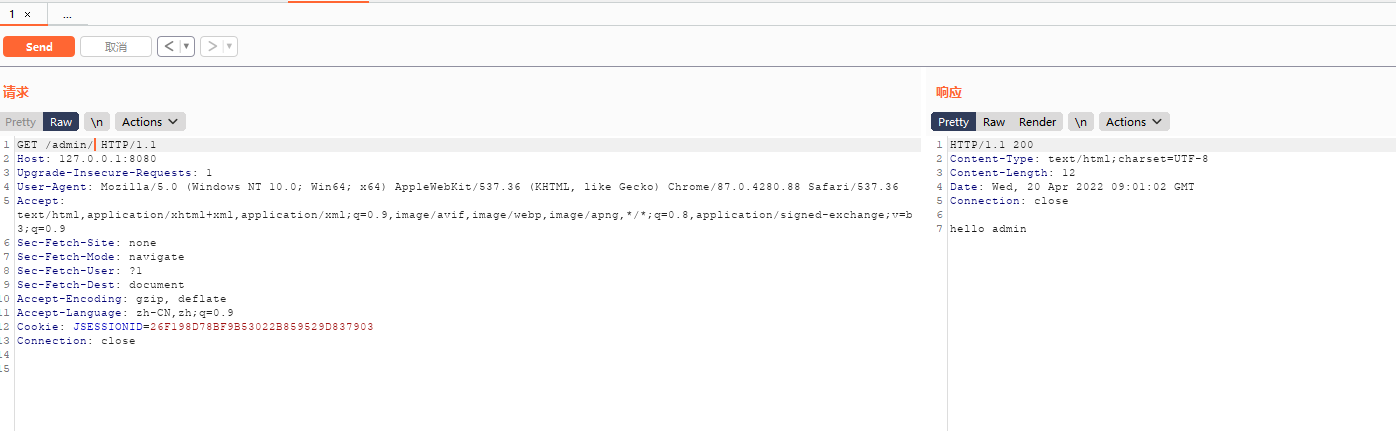 1 ×
...
Send
取消
<
>
请求
Pretty
Raw
\n
Actions
1 GET /admin/ HTTP/1.1
2 Host: 127.0.0.1:8080
3 Upgrade-Insecure-Requests: 1
4 User-Agent: Mozilla/5.0 (Windows NT 10.0; Win64; x64) AppleWebKit/537.36 (KHTML, like Gecko) Chrome/87.0.4280.88 Safari/537.36
5 Accept:
text/html,application/xhtml+xml,application/xml;q=0.9,image/avif,image/webp,image/apng,*/*;q=0.8,application/signed-exchange;v=b
3;q=0.9
6 Sec-Fetch-Site: none
7 Sec-Fetch-Mode: navigate
8 Sec-Fetch-User: ?1
9 Sec-Fetch-Dest: document
10 Accept-Encoding: gzip, deflate
11 Accept-Language: zh-CN,zh;q=0.9
12 Cookie: JSESSIONID=26F198D78BF9B53022B859529D837903
13 Connection: close
14
15
响应
Pretty
Raw
Render
\n
Actions
1 HTTP/1.1 200
2 Content-Type: text/html;charset=UTF-8
3 Content-Length: 12
4 Date: Wed, 20 Apr 2022 09:01:02 GMT
5 Connection: close
6
7 hello admin